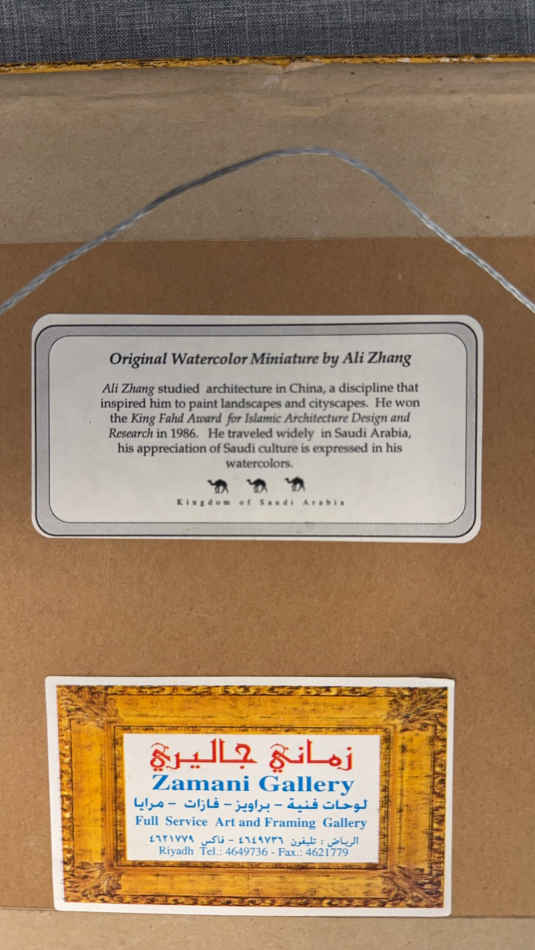 Original Watercolor Miniature by Ali Zhang
Ali Zhang studied architecture in China, a discipline that
inspired him to paint landscapes and cityscapes. He won
the King Fahd Award for Islamic Architecture Design and
Research in 1986. He traveled widely in Saudi Arabia,
his appreciation of Saudi culture is expressed in his
watercolors.
Kingdom of Saudi Arabia
زماني جاليري
Zamani Gallery
لوحات فنية - براويز - فازات - مرايا
Full Service Art and Framing Gallery
الرياض : تليفون ٤٦٤٩٧٣٦ - فاكس ٤٦٢١٧٧٩
Riyadh Tel.: 4649736 - Fax.: 4621779